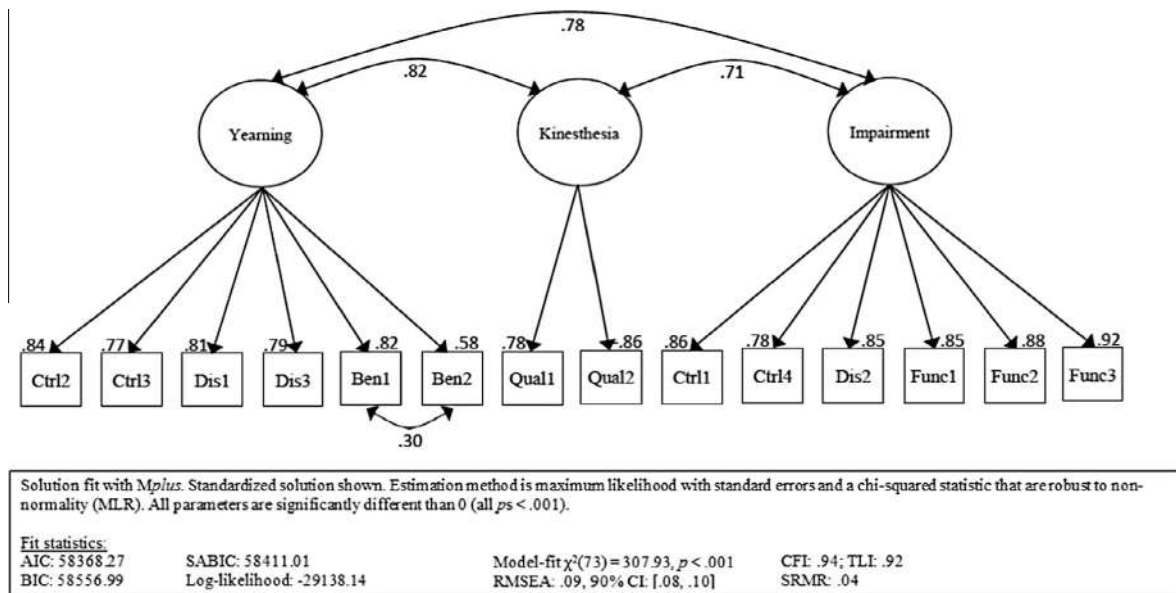 .78
.82
.71
Yearning
Kinesthesia
Impairment
.84 .77 .81 .79 .82 .58 .78 .86 .86 .78 .85 .85 .88 .92
Ctrl2 Ctrl3 Dis1 Dis3 Ben1 Ben2 Qual1 Qual2 Ctrl1 Ctrl4 Dis2 Func1 Func2 Func3
.30
Solution fit with Mplus. Standardized solution shown. Estimation method is maximum likelihood with standard errors and a chi-squared statistic that are robust to non-
normality (MLR). All parameters are significantly different than 0 (all ps < .001).
Fit statistics:
AIC: 58368.27 SABIC: 58411.01 Model-fit χ²(73) = 307.93, p < .001 CFI: .94; TLI: .92
BIC: 58556.99 Log-likelihood: -29138.14 RMSEA: .09, 90% CI: [.08, .10] SRMR: .04